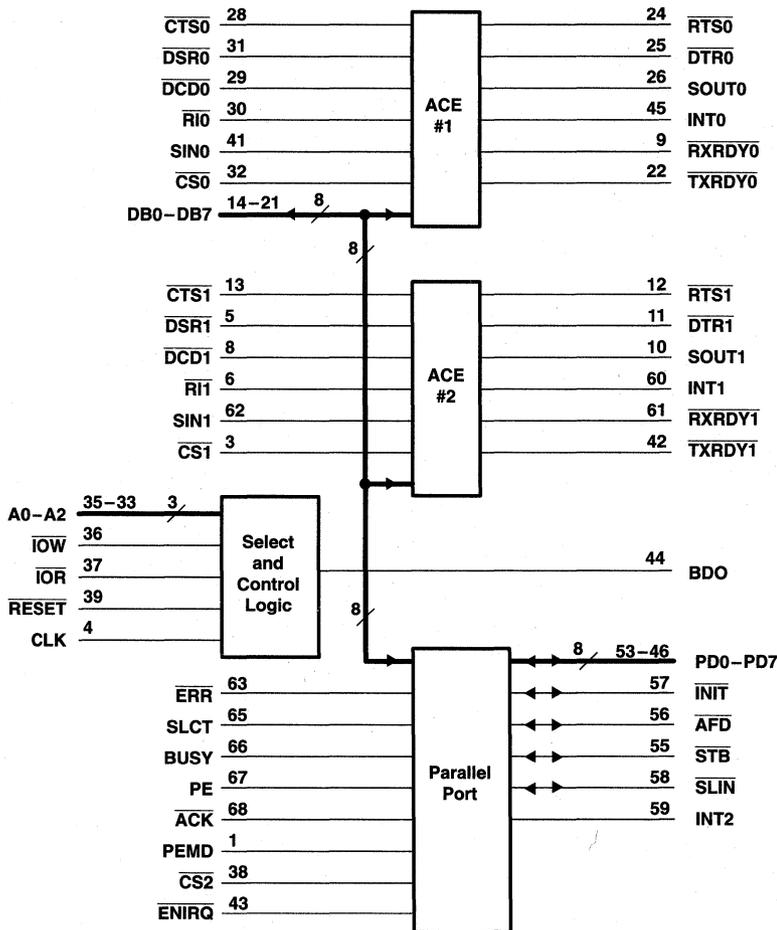 CTS0 28 24 RTS0
DSR0 31 25 DTR0
DCD0 29 26 SOUT0
RI0 30 45 INT0
SIN0 41 9 RXRDY0
CS0 32 22 TXRDY0
ACE
#1
DB0–DB7 14–21 8
8
CTS1 13 12 RTS1
DSR1 5 11 DTR1
DCD1 8 10 SOUT1
RI1 6 60 INT1
SIN1 62 61 RXRDY1
CS1 3 42 TXRDY1
ACE
#2
A0–A2 35–33 3
IOW 36
IOR 37
RESET 39
CLK 4
Select
and
Control
Logic
44 BDO
8
8 53–46 PD0–PD7
ERR 63 57 INIT
SLCT 65 56 AFD
BUSY 66 55 STB
PE 67 58 SLIN
ACK 68 59 INT2
PEMD 1
CS2 38
ENIRQ 43
Parallel
Port